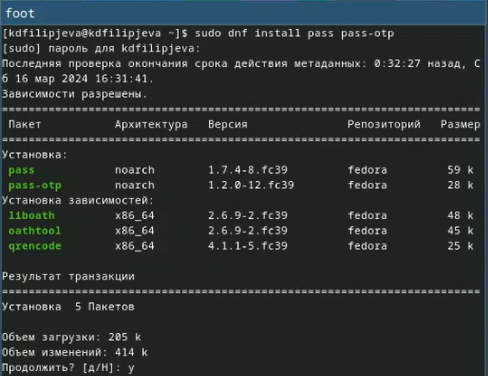 foot
[kdfilipjeva@kdfilipjeva ~]$ sudo dnf install pass pass-otp
[sudo] пароль для kdfilipjeva:
Последняя проверка окончания срока действия метаданных: 0:32:27 назад, С
б 16 мар 2024 16:31:41.
Зависимости разрешены.
================================================================================
Пакет Архитектура Версия Репозиторий Размер
================================================================================
Установка:
pass noarch 1.7.4-8.fc39 fedora 59 k
pass-otp noarch 1.2.0-12.fc39 fedora 28 k
Установка зависимостей:
liboath x86_64 2.6.9-2.fc39 fedora 48 k
oathtool x86_64 2.6.9-2.fc39 fedora 45 k
qrencode x86_64 4.1.1-5.fc39 fedora 25 k
Результат транзакции
================================================================================
Установка 5 Пакетов
Объем загрузки: 205 k
Объем изменений: 414 k
Продолжить? [д/Н]: y